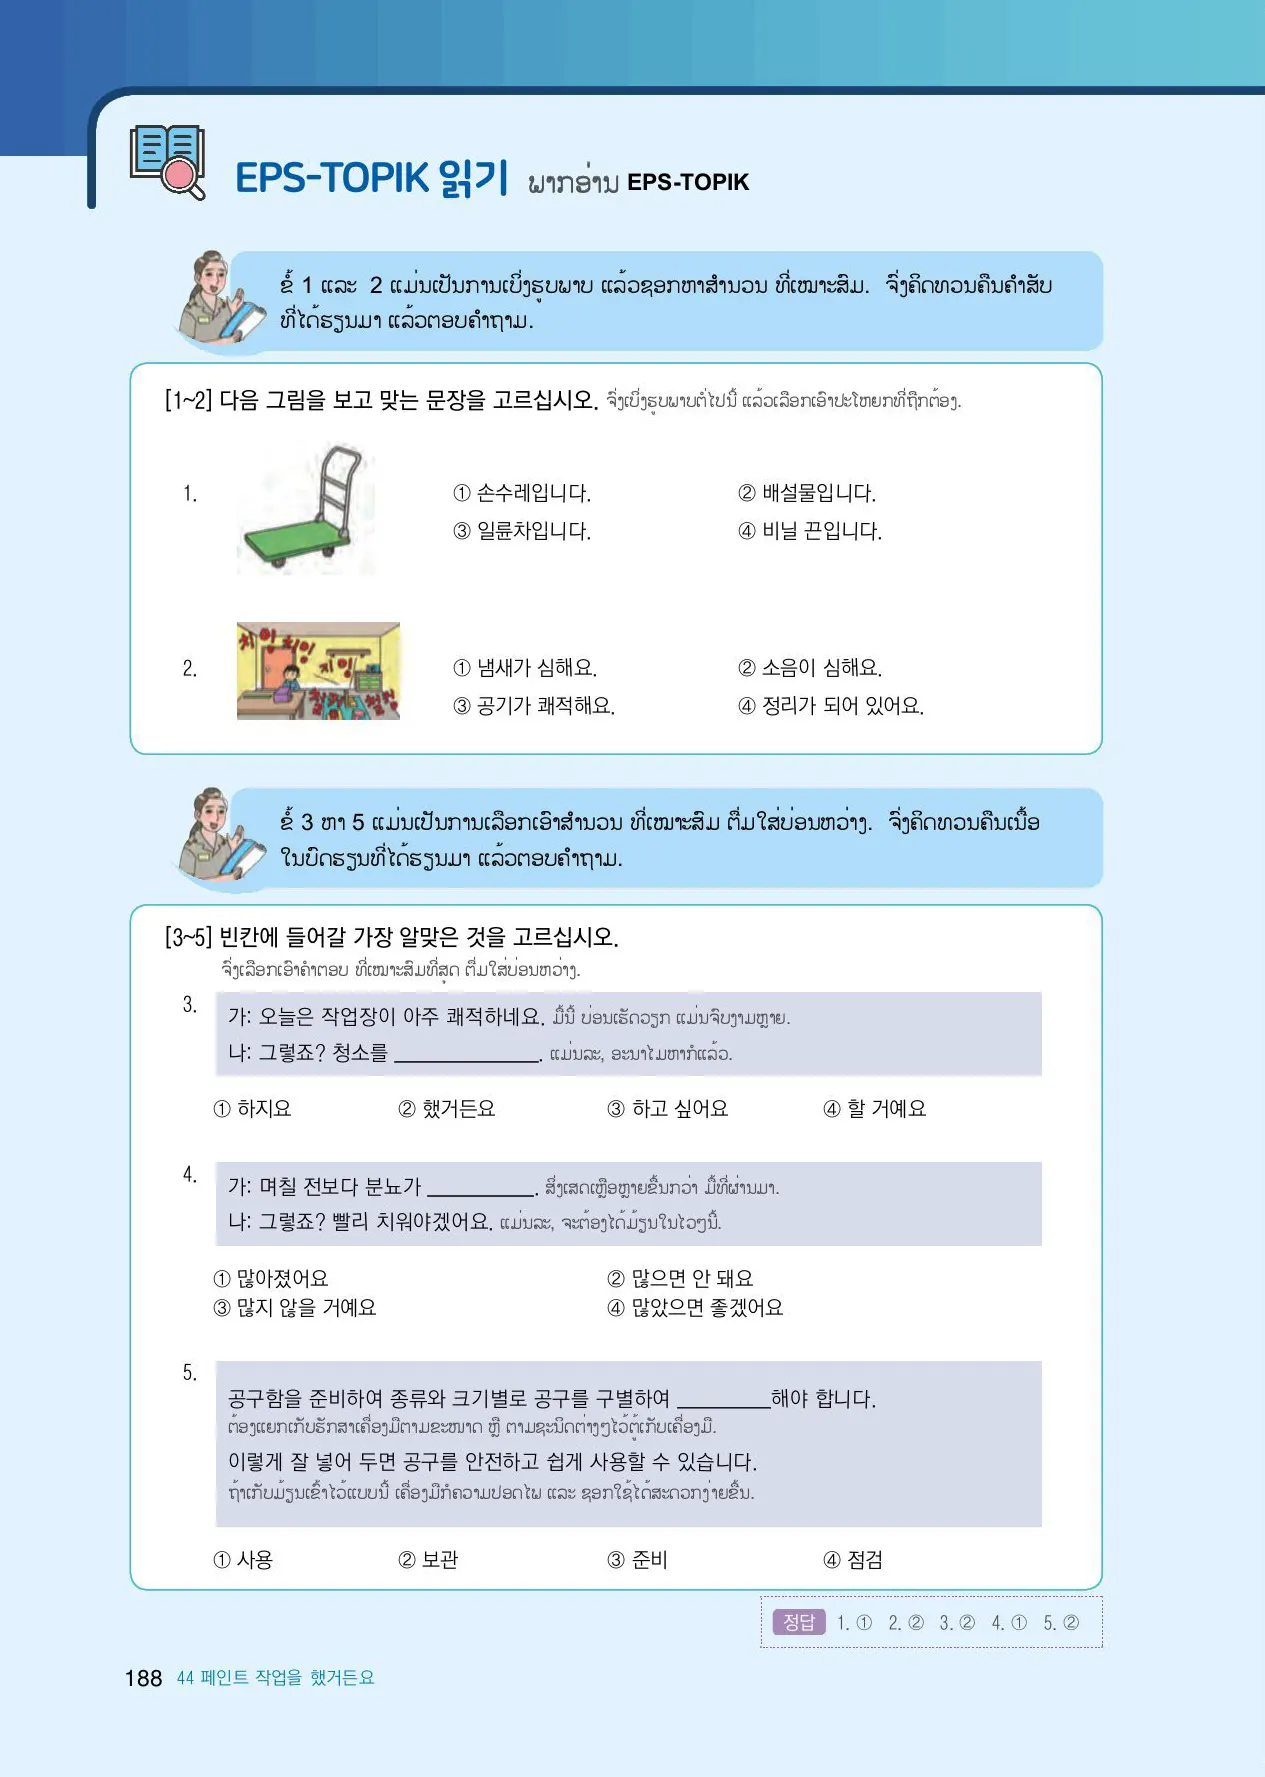 EPS-TOPIK 읽기 ພາກອ່ານ EPS-TOPIK
ຂໍ້ 1 ແລະ 2 ແມ່ນເປັນການເບິ່ງຮູບພາບ ແລ້ວຊອກຫາສຳນວນ ທີ່ເໝາະສົມ. ຈົ່ງຄິດທວນຄືນຄຳສັບ
ທີ່ໄດ້ຮຽນມາ ແລ້ວຕອບຄຳຖາມ.
[1~2] 다음 그림을 보고 맞는 문장을 고르십시오. ຈົ່ງເບິ່ງຮູບພາບຕໍ່ໄປນີ້ ແລ້ວເລືອກເອົາປະໂຫຍກທີ່ຖືກຕ້ອງ.
1.
① 손수레입니다. ② 배설물입니다.
③ 일륜차입니다. ④ 비닐 끈입니다.
2.
치잉 치잉
지잉
철컹
① 냄새가 심해요. ② 소음이 심해요.
③ 공기가 쾌적해요. ④ 정리가 되어 있어요.
ຂໍ້ 3 ຫາ 5 ແມ່ນເປັນການເລືອກເອົາສຳນວນ ທີ່ເໝາະສົມ ຕື່ມໃສ່ບ່ອນຫວ່າງ. ຈົ່ງຄິດທວນຄືນເນື້ອ
ໃນບົດຮຽນທີ່ໄດ້ຮຽນມາ ແລ້ວຕອບຄຳຖາມ.
[3~5] 빈칸에 들어갈 가장 알맞은 것을 고르십시오.
ຈົ່ງເລືອກເອົາຄຳຕອບ ທີ່ເໝາະສົມທີ່ສຸດ ຕື່ມໃສ່ບ່ອນຫວ່າງ.
3.
가: 오늘은 작업장이 아주 쾌적하네요. ມື້ນີ້ ບ່ອນເຮັດວຽກ ແມ່ນຈົບງາມຫຼາຍ.
나: 그렇죠? 청소를 ______________. ແມ່ນລະ, ອະນາໄມຫາກໍແລ້ວ.
① 하지요 ② 했거든요 ③ 하고 싶어요 ④ 할 거예요
4.
가: 며칠 전보다 분뇨가 __________. ສິ່ງເສດເຫຼືອຫຼາຍຂື້ນກວ່າ ມື້ທີ່ຜ່ານມາ.
나: 그렇죠? 빨리 치워야겠어요. ແມ່ນລະ, ຈະຕ້ອງໄດ້ມ້ຽນໃນໄວໆນີ້.
① 많아졌어요 ② 많으면 안 돼요
③ 많지 않을 거예요 ④ 많았으면 좋겠어요
5.
공구함을 준비하여 종류와 크기별로 공구를 구별하여 _________해야 합니다.
ຕ້ອງແຍກເກັບຮັກສາເຄື່ອງມືຕາມຂະໜາດ ຫຼື ຕາມຊະນິດຕ່າງໆໄວ້ຕູ້ເກັບເຄື່ອງມື.
이렇게 잘 넣어 두면 공구를 안전하고 쉽게 사용할 수 있습니다.
ຖ້າເກັບມ້ຽນເຂົ້າໄວ້ແບບນີ້ ເຄື່ອງມືກໍຄວາມປອດໄພ ແລະ ຊອກໃຊ້ໄດ້ສະດວກງ່າຍຂື້ນ.
① 사용 ② 보관 ③ 준비 ④ 점검
정답 1. ① 2. ② 3. ② 4. ① 5. ②
188 44 페인트 작업을 했거든요